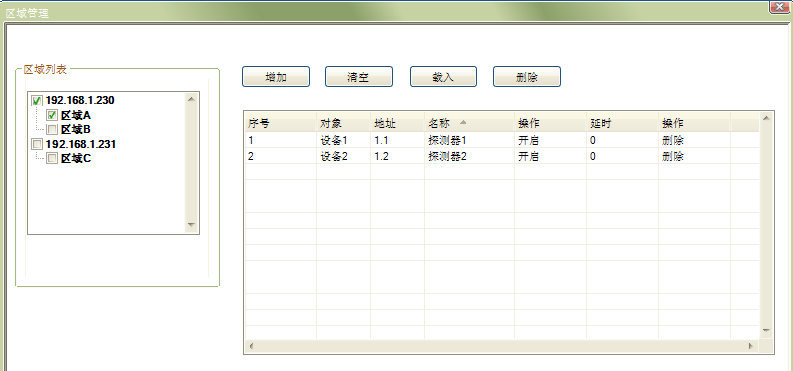 区域管理
区域列表
192.168.1.230
区域A
区域B
192.168.1.231
区域C
增加 清空 载入 删除
序号 对象 地址 名称 操作 延时 操作
1 设备1 1.1 探测器1 开启 0 删除
2 设备2 1.2 探测器2 开启 0 删除